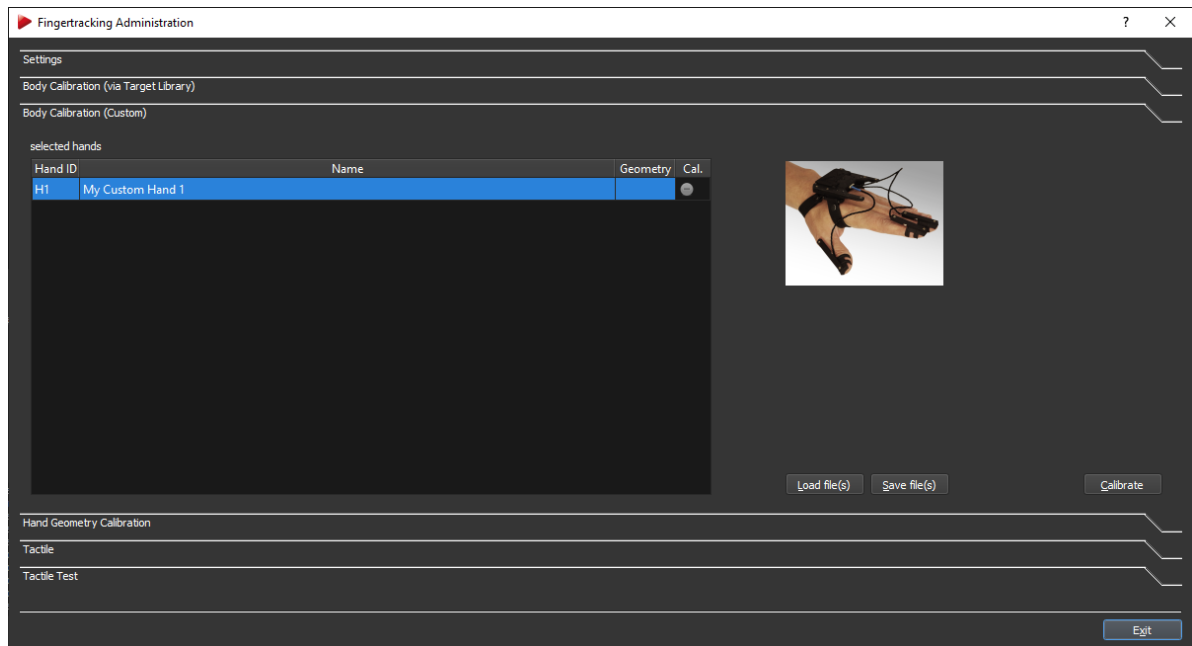 Fingertracking Administration
Settings
Body Calibration (via Target Library)
Body Calibration (Custom)
selected hands
Hand ID Name Geometry Cal.
H1 My Custom Hand 1
Load file(s) Save file(s) Calibrate
Hand Geometry Calibration
Tactile
Tactile Test
Exit